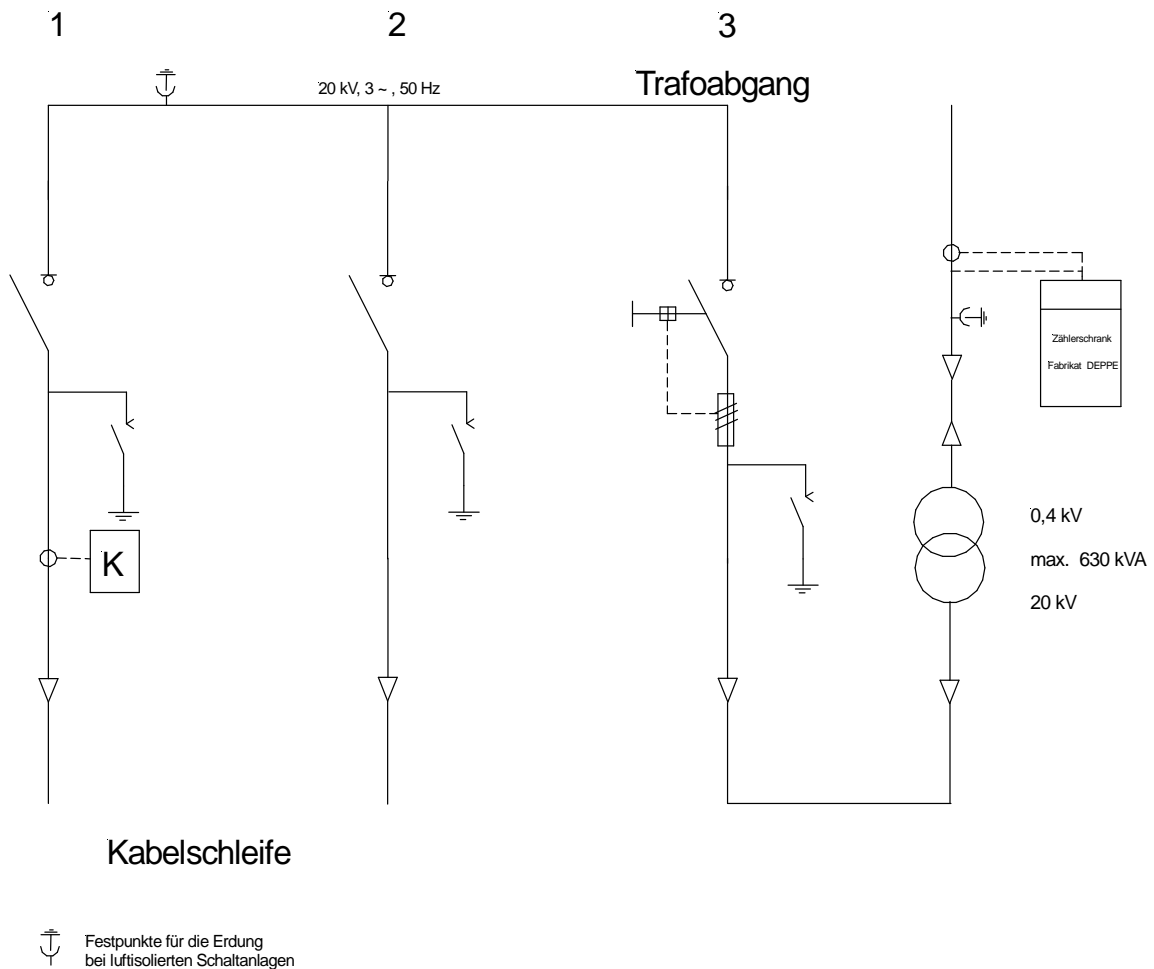 1
2
3
Trafoabgang
20 kV, 3 ~ , 50 Hz
Zählerschrank
Fabrikat DEPPE
0,4 kV
max. 630 kVA
20 kV
K
Kabelschleife
Festpunkte für die Erdung
bei luftisolierten Schaltanlagen